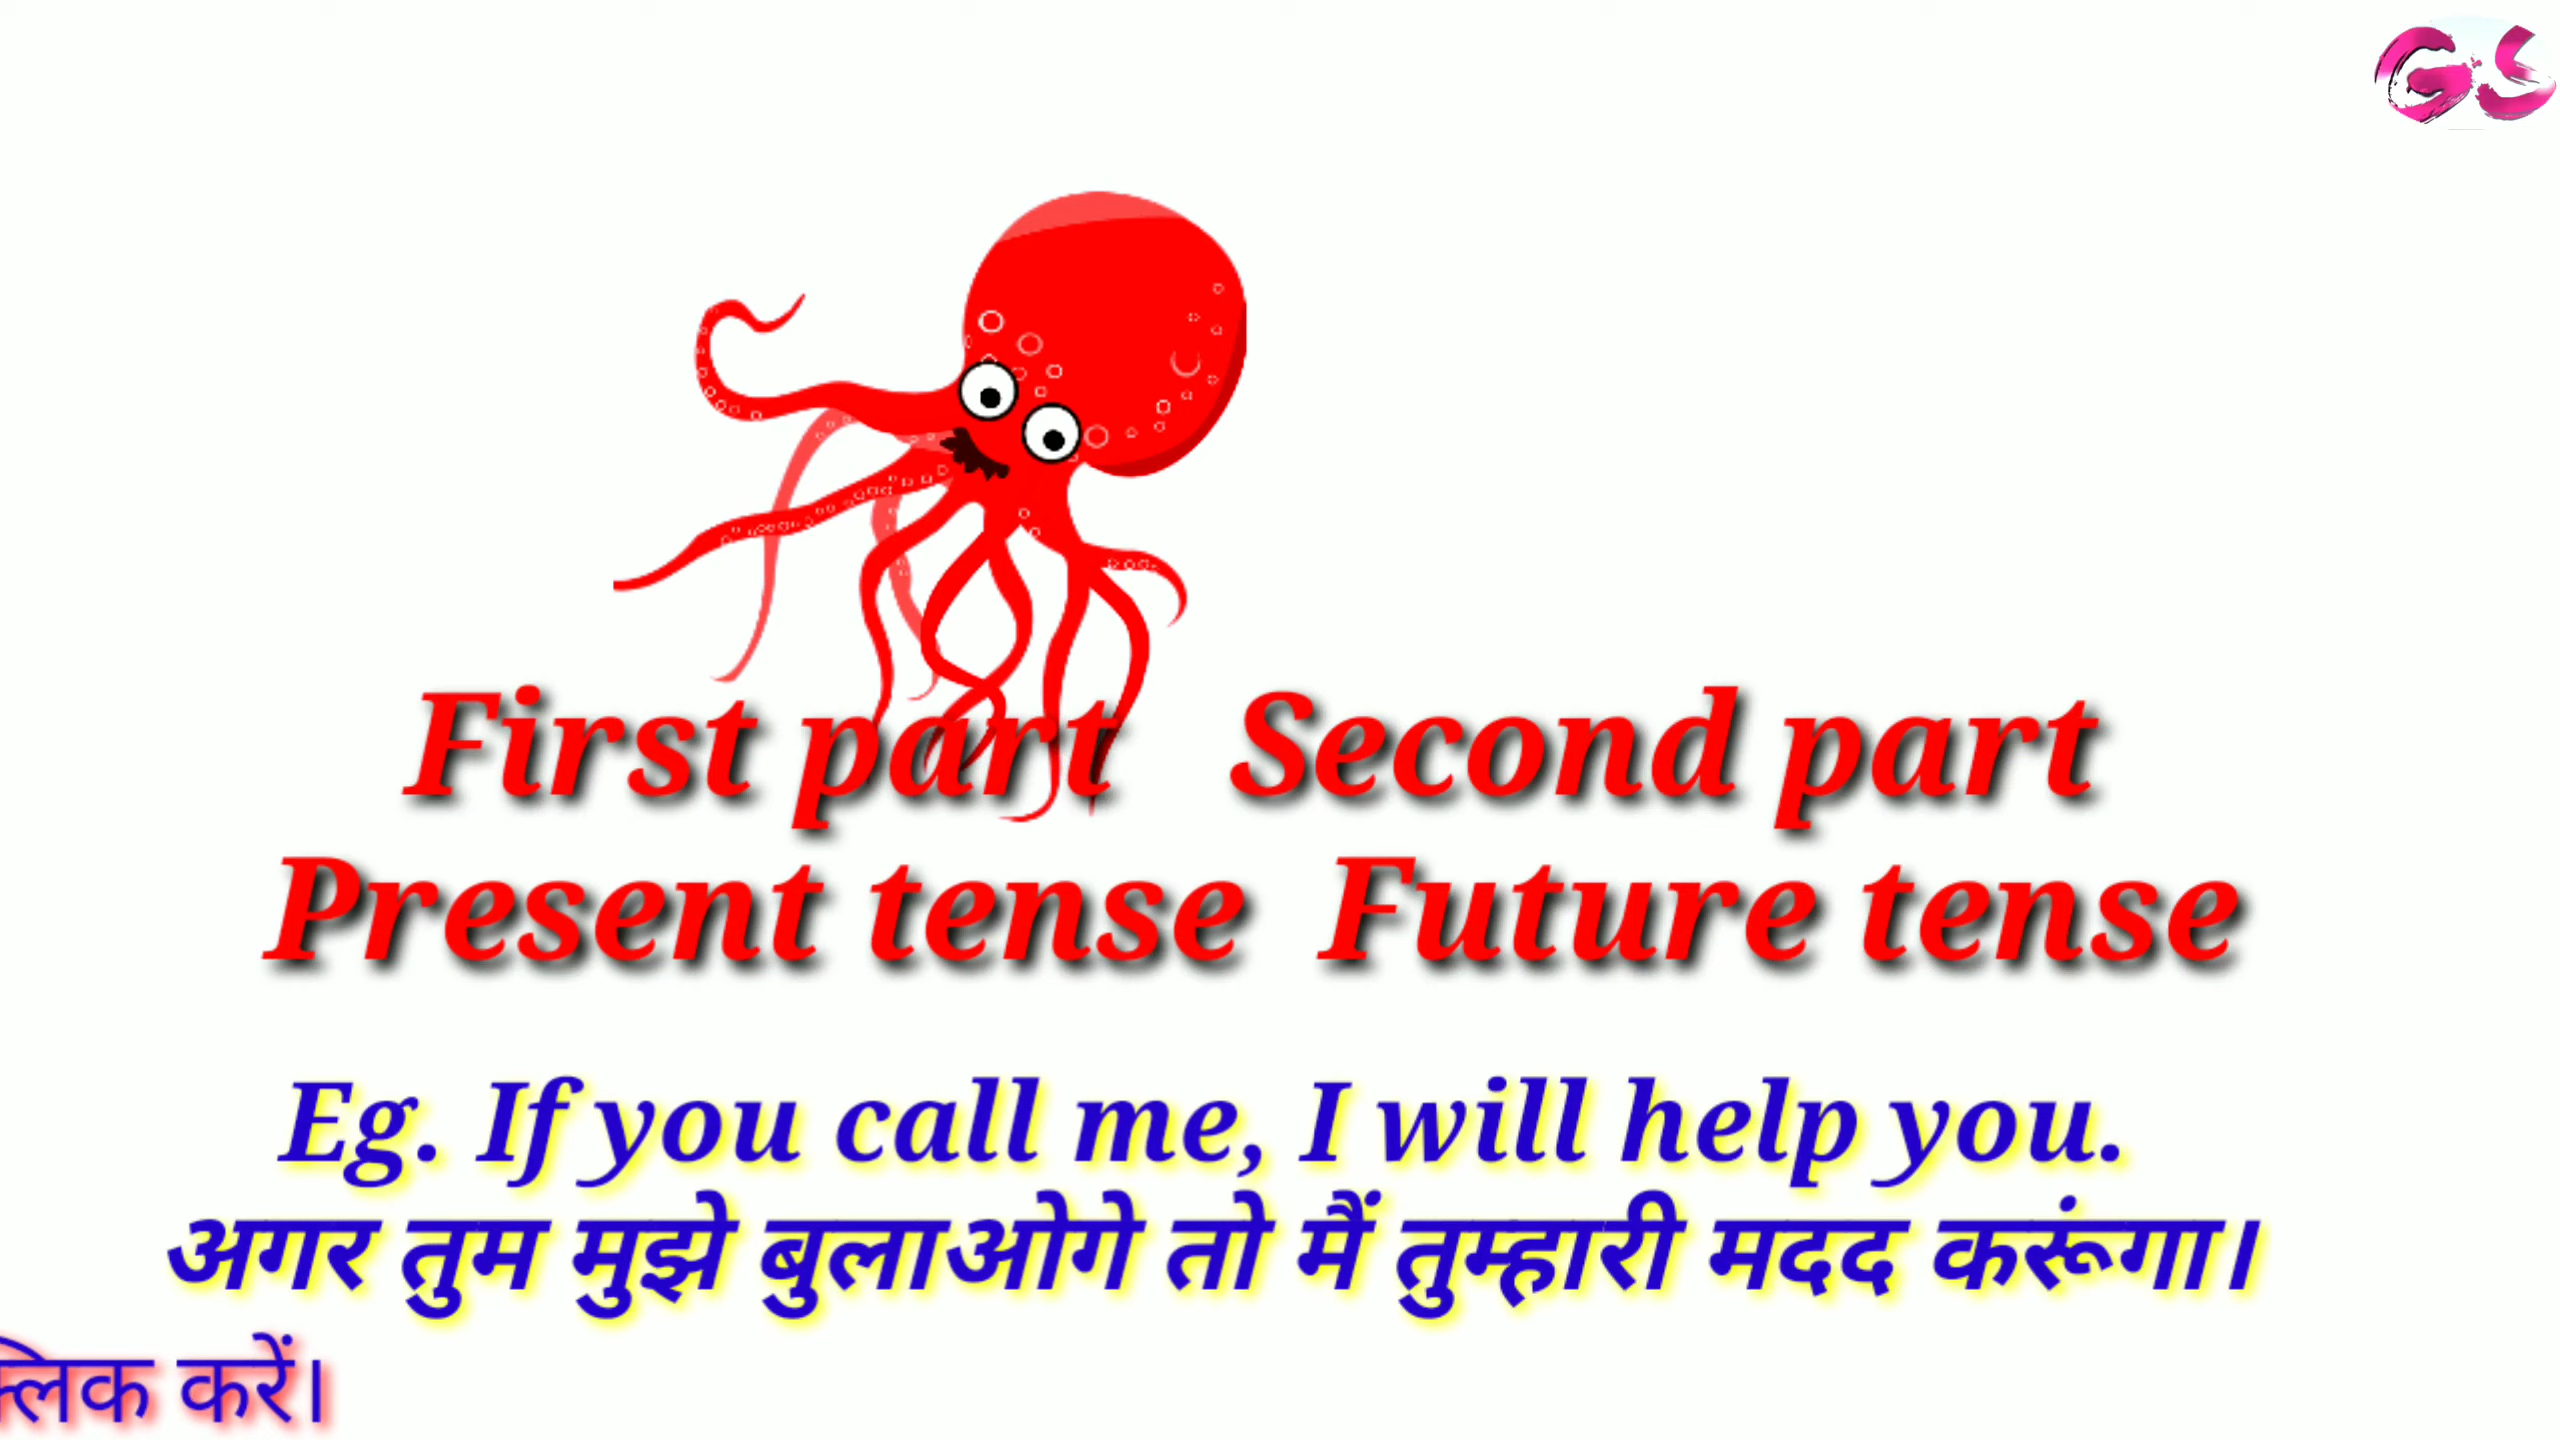 GS
First part Second part
Present tense Future tense
Eg. If you call me, I will help you.
अगर तुम मुझे बुलाओगे तो मैं तुम्हारी मदद करूंगा।
करें।